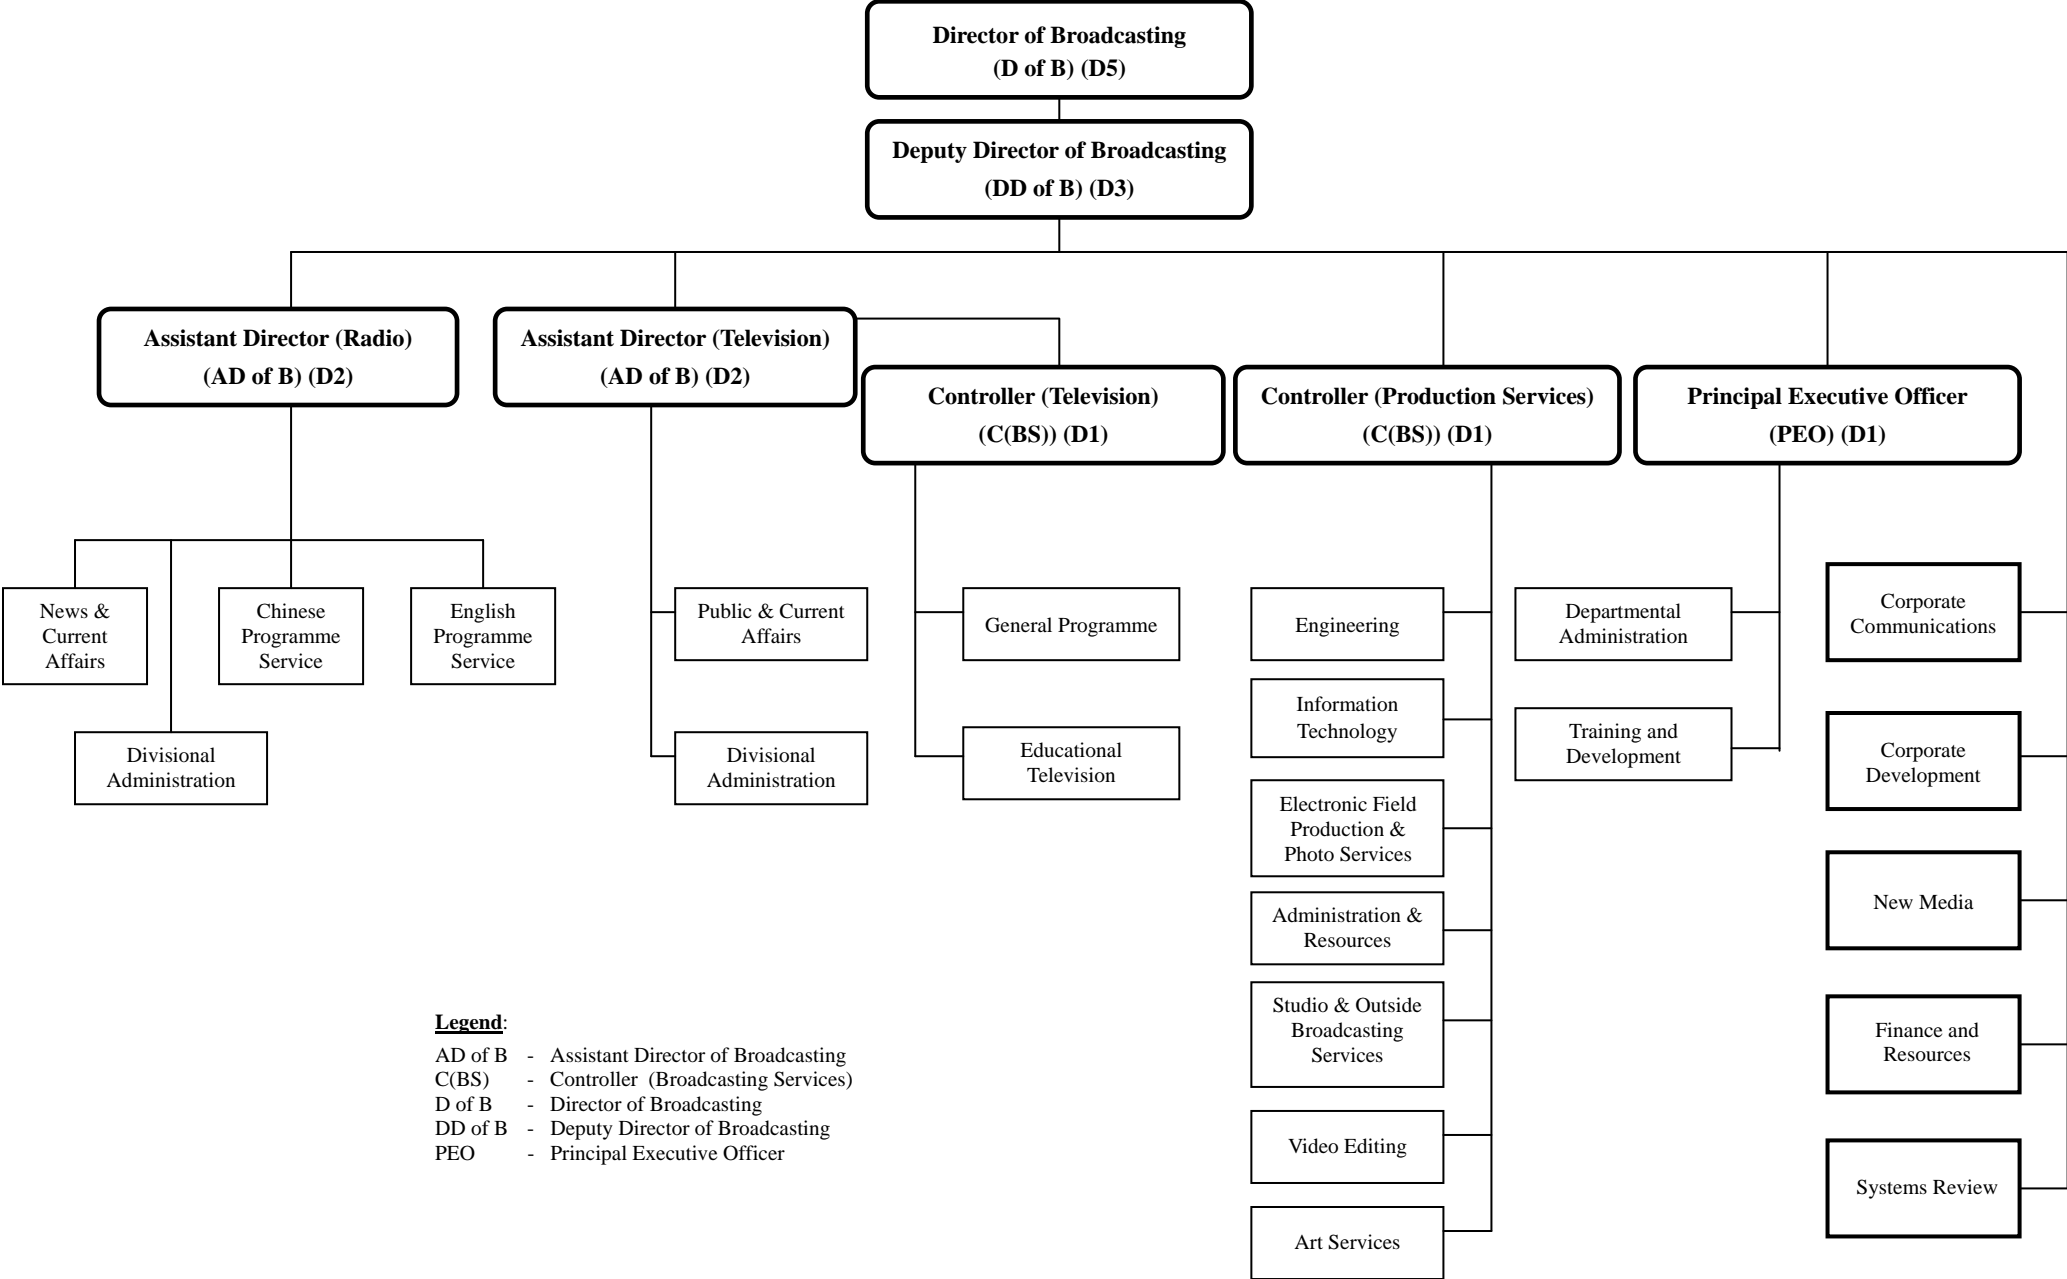 Director of Broadcasting
(D of B) (D5)
Deputy Director of Broadcasting
(DD of B) (D3)
Assistant Director (Radio)
(AD of B) (D2)
Assistant Director (Television)
(AD of B) (D2)
Controller (Television)
(C(BS)) (D1)
Controller (Production Services)
(C(BS)) (D1)
Principal Executive Officer
(PEO) (D1)
News &
Current
Affairs
Chinese
Programme
Service
English
Programme
Service
Divisional
Administration
Public & Current
Affairs
Divisional
Administration
General Programme
Educational
Television
Engineering
Information
Technology
Electronic Field
Production &
Photo Services
Administration &
Resources
Studio & Outside
Broadcasting
Services
Video Editing
Art Services
Departmental
Administration
Training and
Development
Corporate
Communications
Corporate
Development
New Media
Finance and
Resources
Systems Review
Legend:
AD of B - Assistant Director of Broadcasting
C(BS) - Controller (Broadcasting Services)
D of B - Director of Broadcasting
DD of B - Deputy Director of Broadcasting
PEO - Principal Executive Officer